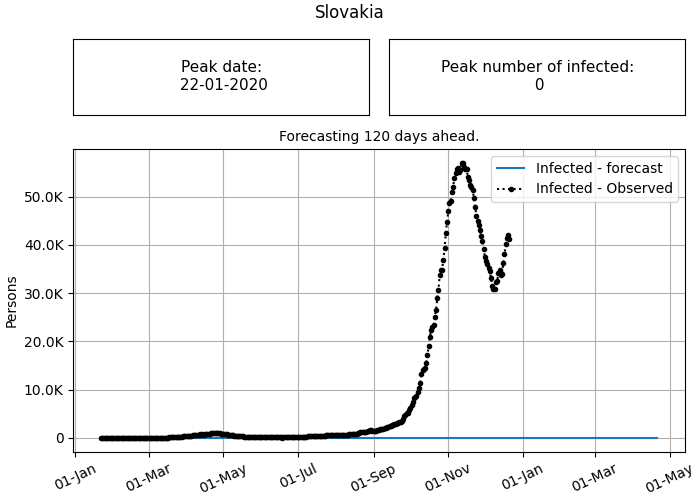 Slovakia
Peak date:
22-01-2020
Peak number of infected:
0
Forecasting 120 days ahead.
Infected - forecast
Infected - Observed
Persons
50.0K
40.0K
30.0K
20.0K
10.0K
0
01-Jan
01-Mar
01-May
01-Jul
01-Sep
01-Nov
01-Jan
01-Mar
01-May